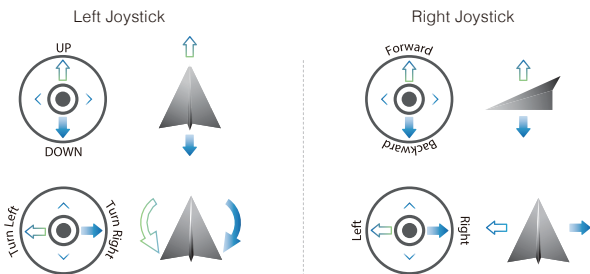 Left Joystick
Right Joystick
UP
DOWN
Forward
Backward
Turn Left
Turn Right
Left
Right